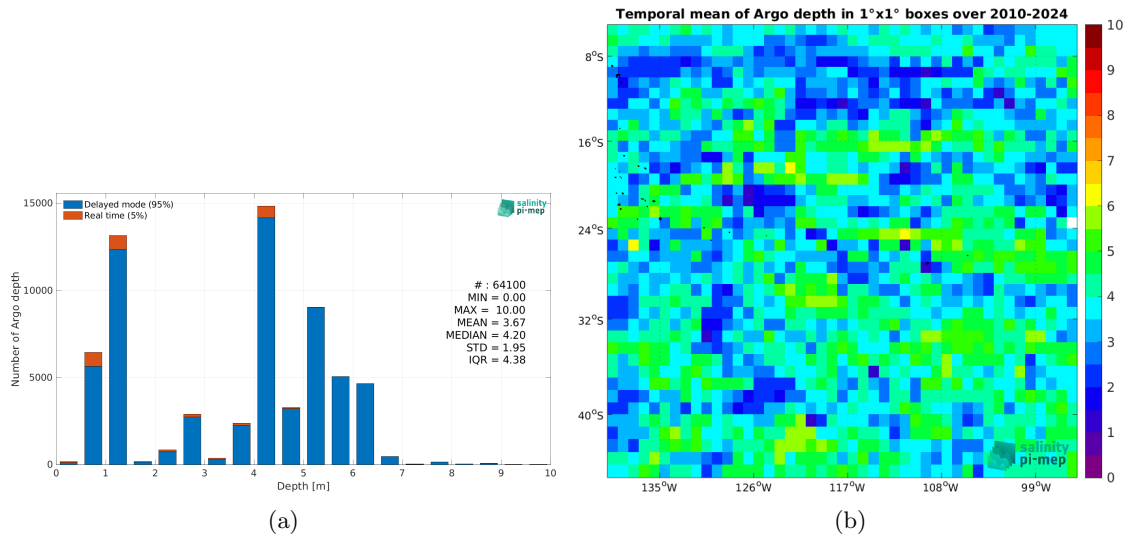 Delayed mode (95%)
Real time (5%)
salinity
pi-mep
# : 64100
MIN = 0.00
MAX = 10.00
MEAN = 3.67
MEDIAN = 4.20
STD = 1.95
IQR = 4.38
Number of Argo depth
15000
10000
5000
0
0 1 2 3 4 5 6 7 8 9 10
Depth [m]
(a)
Temporal mean of Argo depth in 1°x1° boxes over 2010-2024
8°S
16°S
24°S
32°S
40°S
135°W 126°W 117°W 108°W 99°W
salinity
pi-mep
10
9
8
7
6
5
4
3
2
1
0
(b)